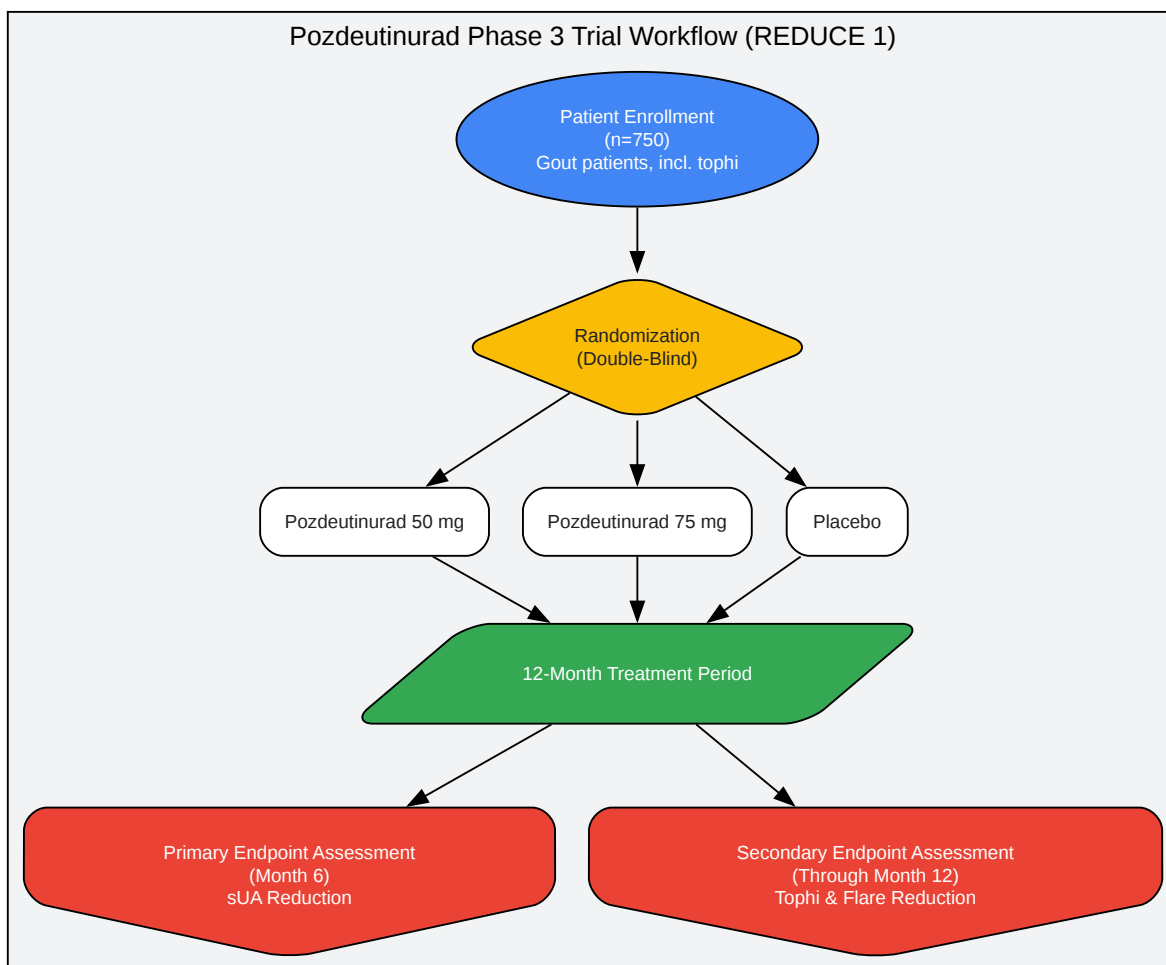 Pozdeutinurad Phase 3 Trial Workflow (REDUCE 1)
Patient Enrollment
(n=750)
Gout patients, incl. tophi
Randomization
(Double-Blind)
Pozdeutinurad 50 mg
Pozdeutinurad 75 mg
Placebo
12-Month Treatment Period
Primary Endpoint Assessment
(Month 6)
sUA Reduction
Secondary Endpoint Assessment
(Through Month 12)
Tophi & Flare Reduction